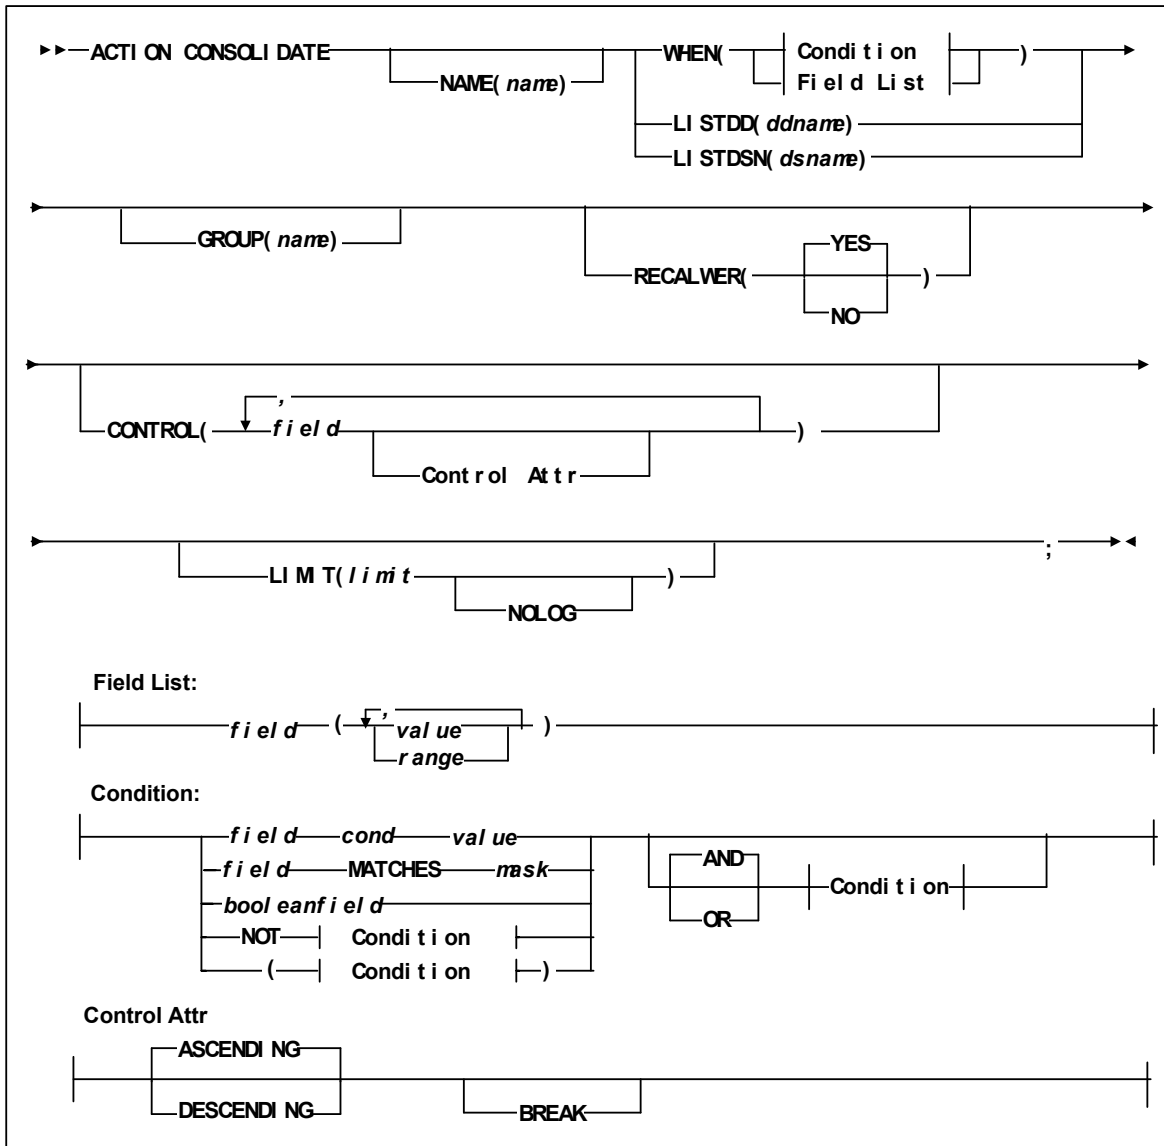 ACTION CONSOLIDATE WHEN( Condition )
NAME( name) Field List
LISTDD( ddname)
LISTDSN( dsname)
GROUP( name) YES
RECALWER( )
NO
,
CONTROL( field )
Control Attr
;
LIMIT( limit )
NOLOG
Field List:
,
field ( value )
range
Condition:
field cond value AND
field MATCHES mask Condition
booleanfield OR
NOT Condition
( Condition )
Control Attr
ASCENDING
DESCENDING BREAK